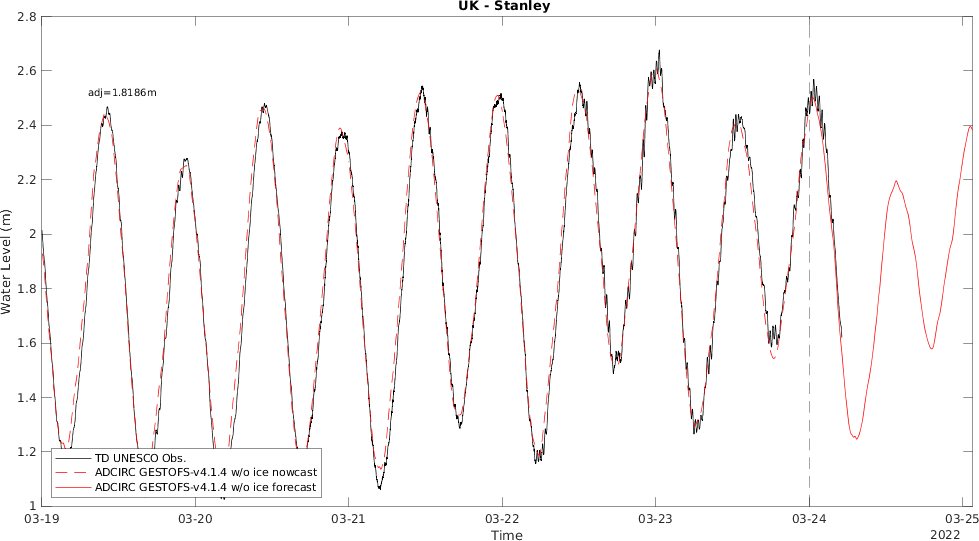 UK - Stanley
2.8
2.6
adj=1.8186m
2.4
2.2
2
Water Level (m)
1.8
1.6
1.4
1.2
TD UNESCO Obs.
ADCIRC GESTOFS-v4.1.4 w/o ice nowcast
ADCIRC GESTOFS-v4.1.4 w/o ice forecast
1
03-19 03-20 03-21 03-22 03-23 03-24 03-25
Time 2022